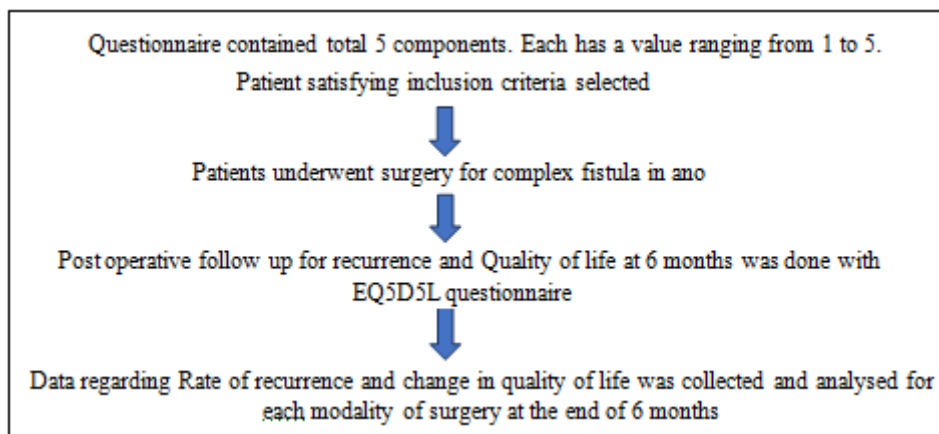 Questionnaire contained total 5 components. Each has a value ranging from 1 to 5.
Patient satisfying inclusion criteria selected
Patients underwent surgery for complex fistula in ano
Post operative follow up for recurrence and Quality of life at 6 months was done with
EQ5D5L questionnaire
Data regarding Rate of recurrence and change in quality of life was collected and analysed for
each modality of surgery at the end of 6 months